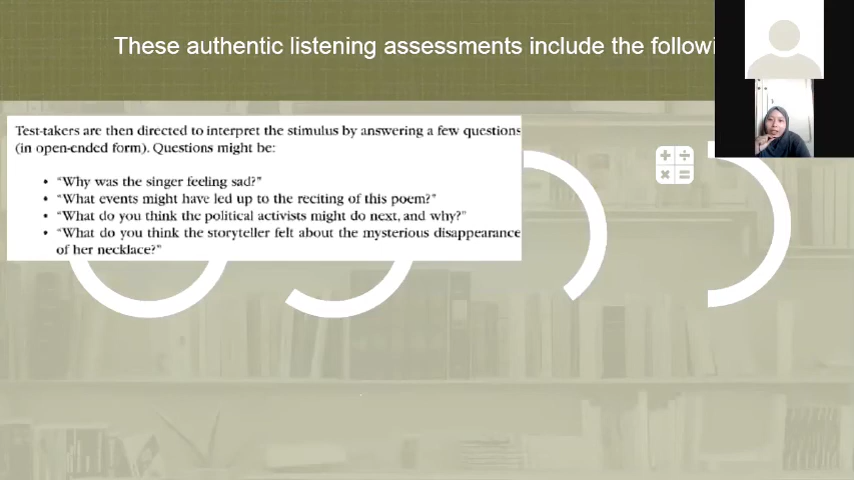 These authentic listening assessments include the followi
Test-takers are then directed to interpret the stimulus by answering a few questions
(in open-ended form). Questions might be:
• “Why was the singer feeling sad?”
• “What events might have led up to the reciting of this poem?”
• “What do you think the political activists might do next, and why?”
• “What do you think the storyteller felt about the mysterious disappearance
of her necklace?”